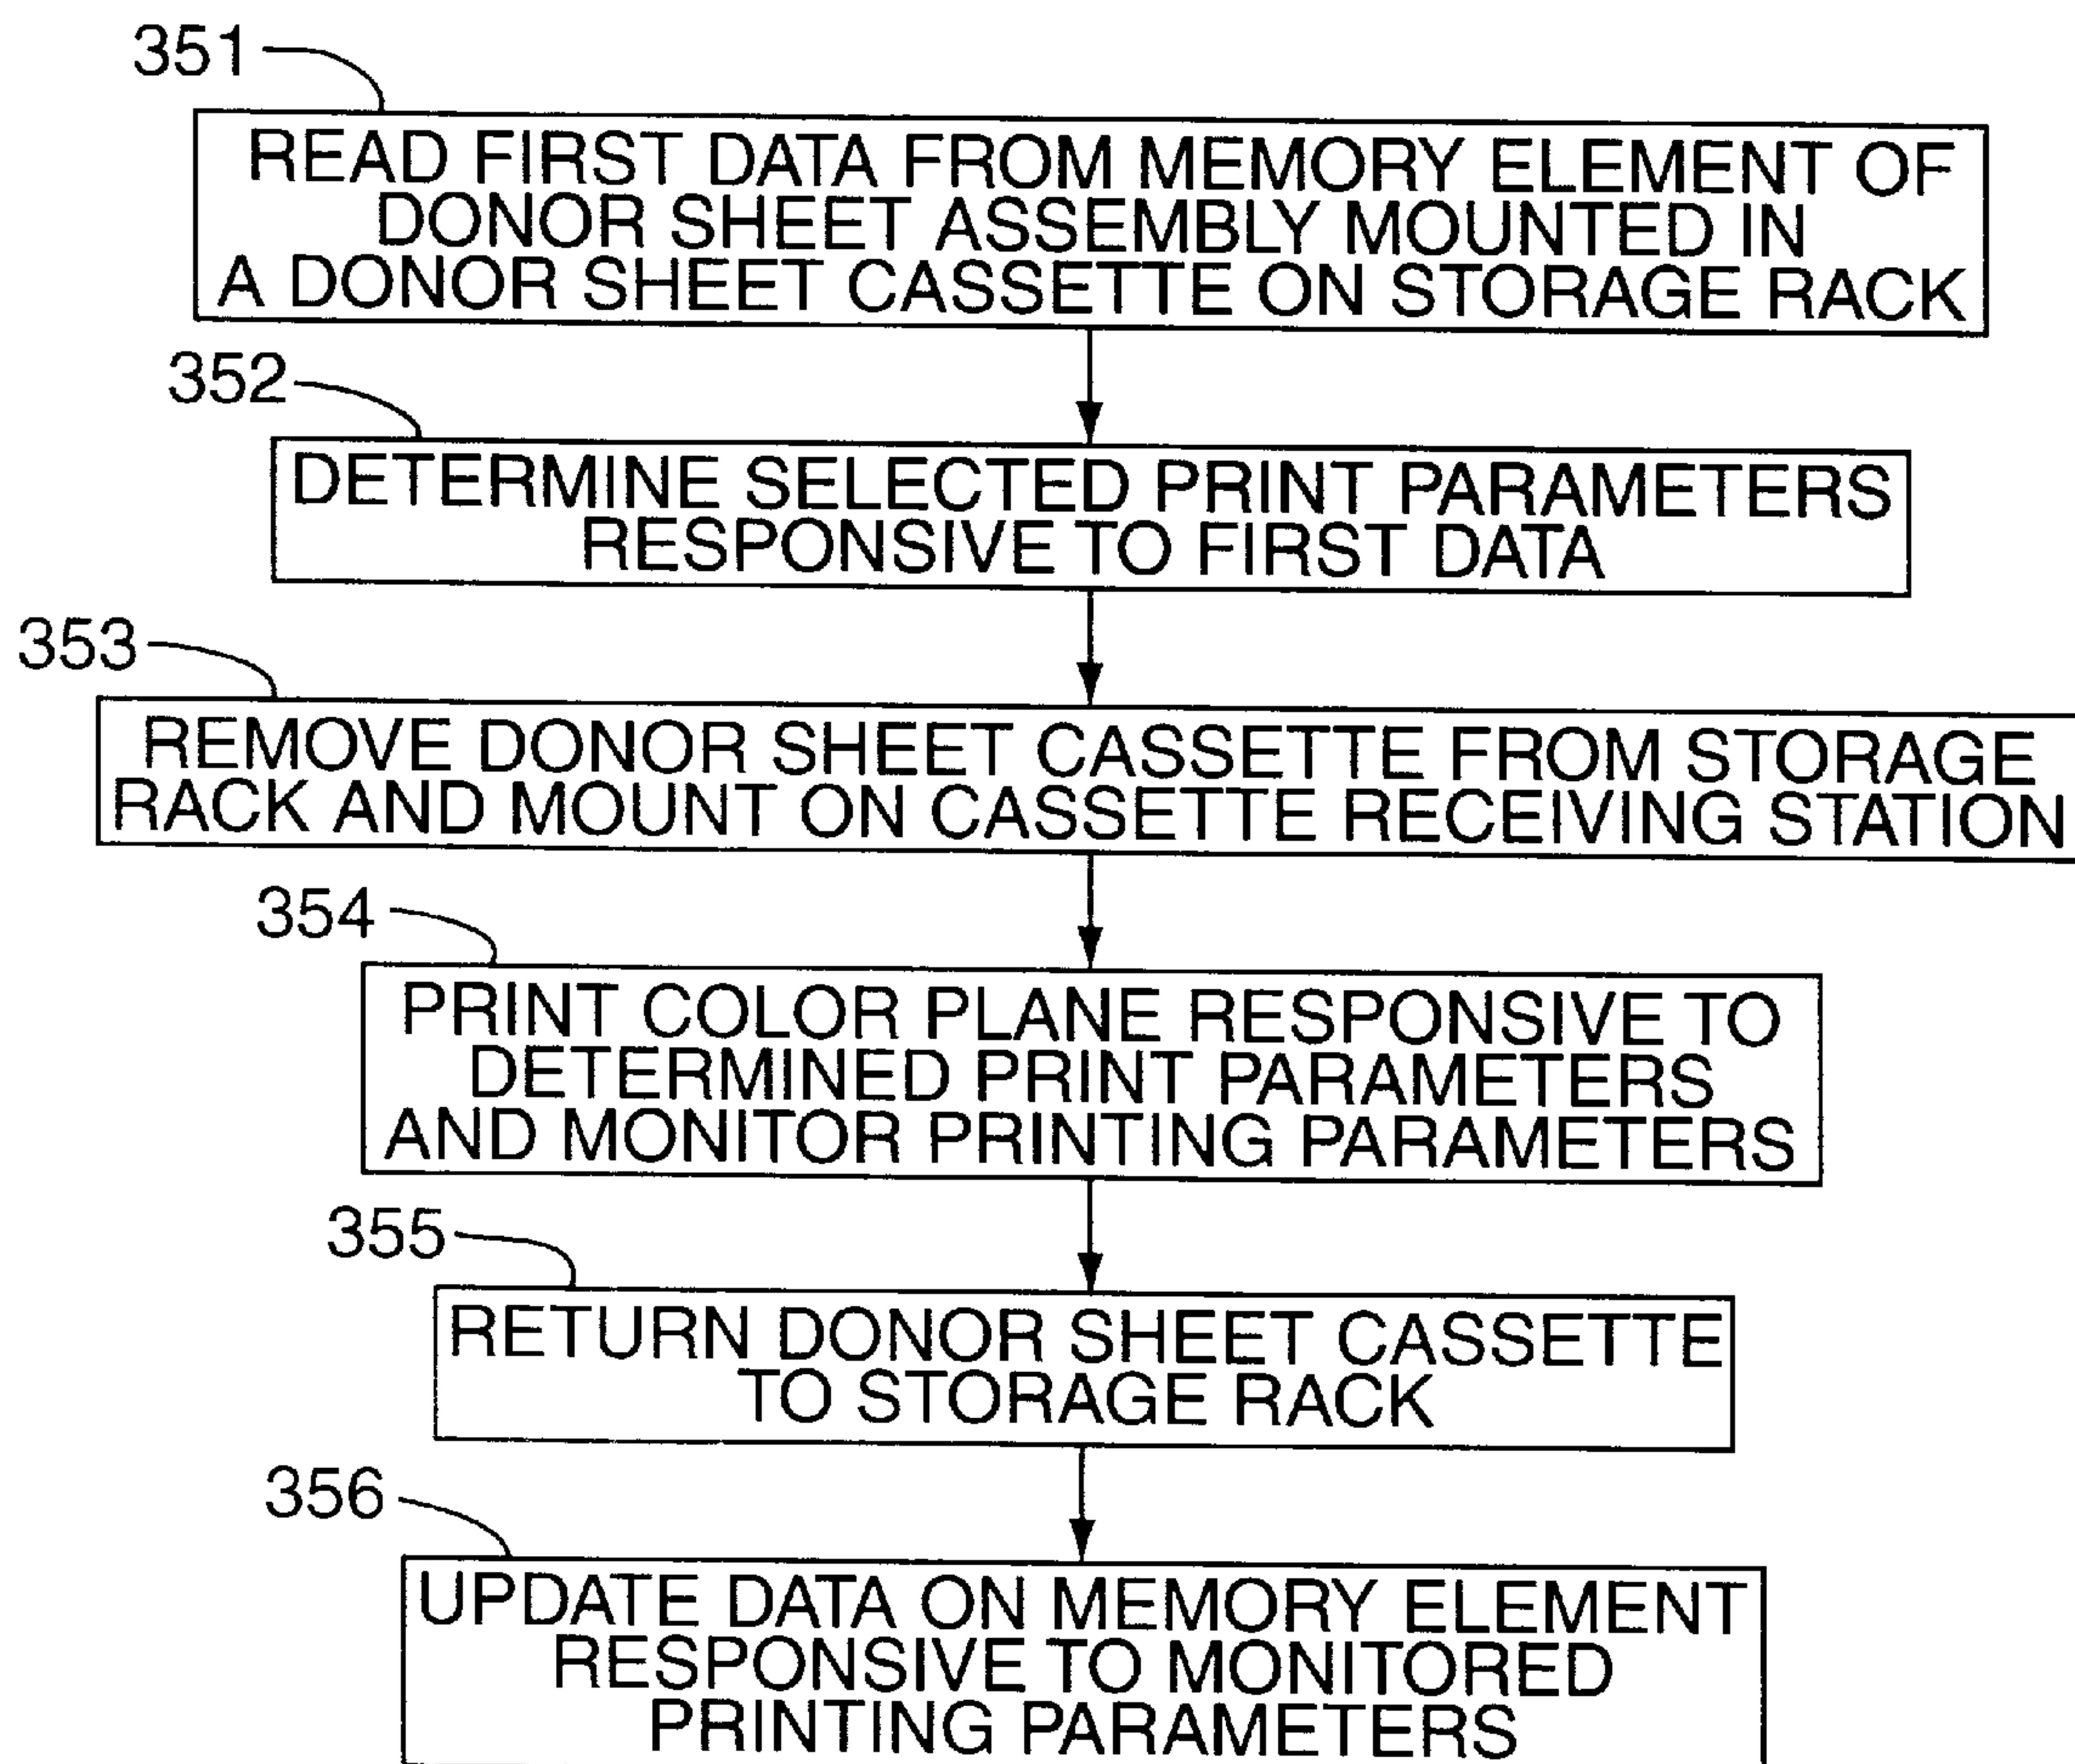 351
READ FIRST DATA FROM MEMORY ELEMENT OF
DONOR SHEET ASSEMBLY MOUNTED IN
A DONOR SHEET CASSETTE ON STORAGE RACK
352
DETERMINE SELECTED PRINT PARAMETERS
RESPONSIVE TO FIRST DATA
353
REMOVE DONOR SHEET CASSETTE FROM STORAGE
RACK AND MOUNT ON CASSETTE RECEIVING STATION
354
PRINT COLOR PLANE RESPONSIVE TO
DETERMINED PRINT PARAMETERS
AND MONITOR PRINTING PARAMETERS
355
RETURN DONOR SHEET CASSETTE
TO STORAGE RACK
356
UPDATE DATA ON MEMORY ELEMENT
RESPONSIVE TO MONITORED
PRINTING PARAMETERS